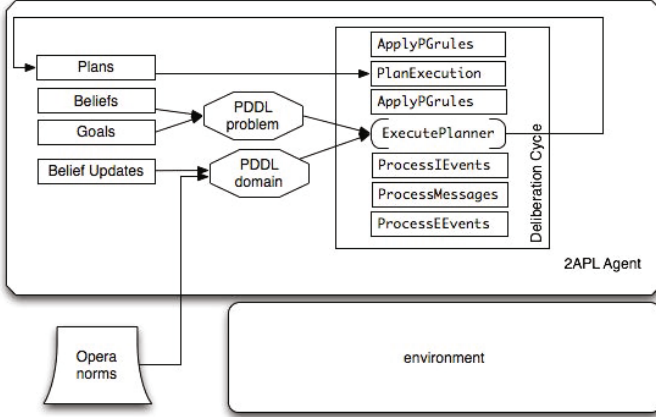 ApplyPGrules
Plans
PlanExecution
Beliefs
PDDL
problem
ApplyPGrules
Goals
ExecutePlanner
Belief Updates
PDDL
domain
ProcessIEvents
ProcessMessages
ProcessEEvents
Deliberation Cycle
2APL Agent
Opera
norms
environment